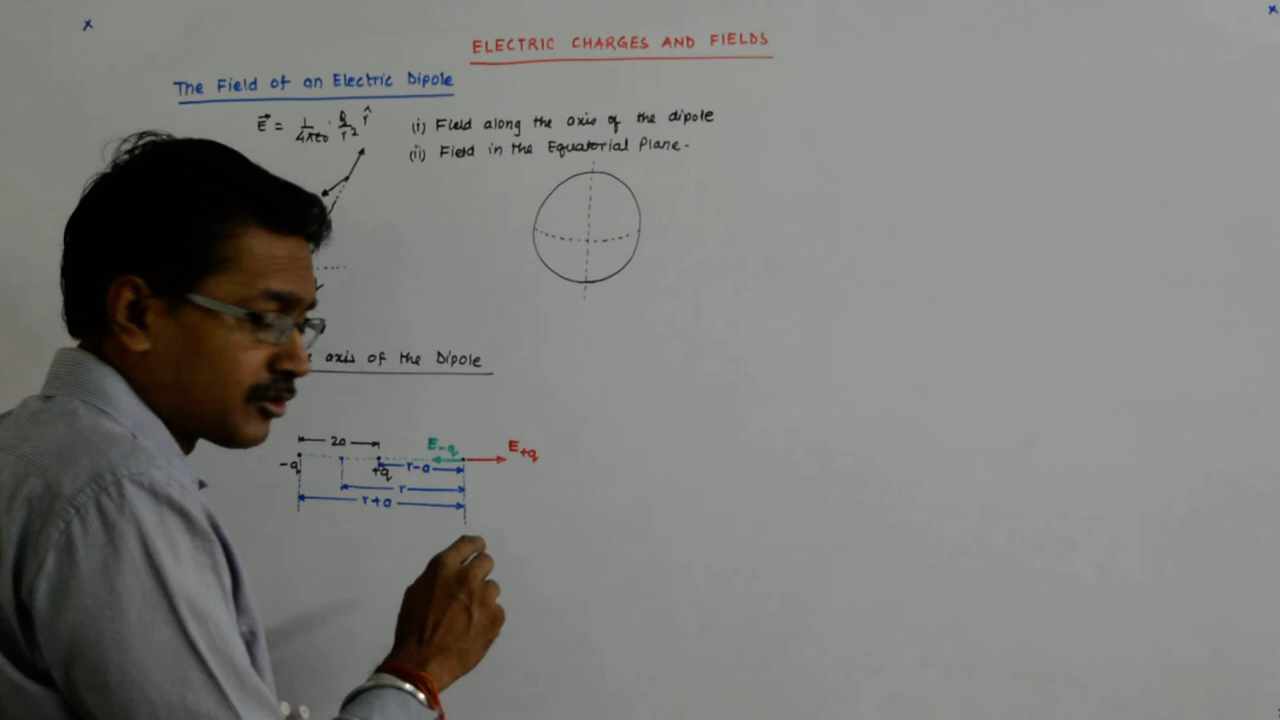 ELECTRIC CHARGES AND FIELDS
The Field of an Electric Dipole
E⃗ = 1/4πε0 · q/r² r̂
(i) Field along the axis of the dipole
(ii) Field in the Equatorial Plane.
axis of the Dipole
2a
E-q
E+q
-q
+q
r-a
r
r+a